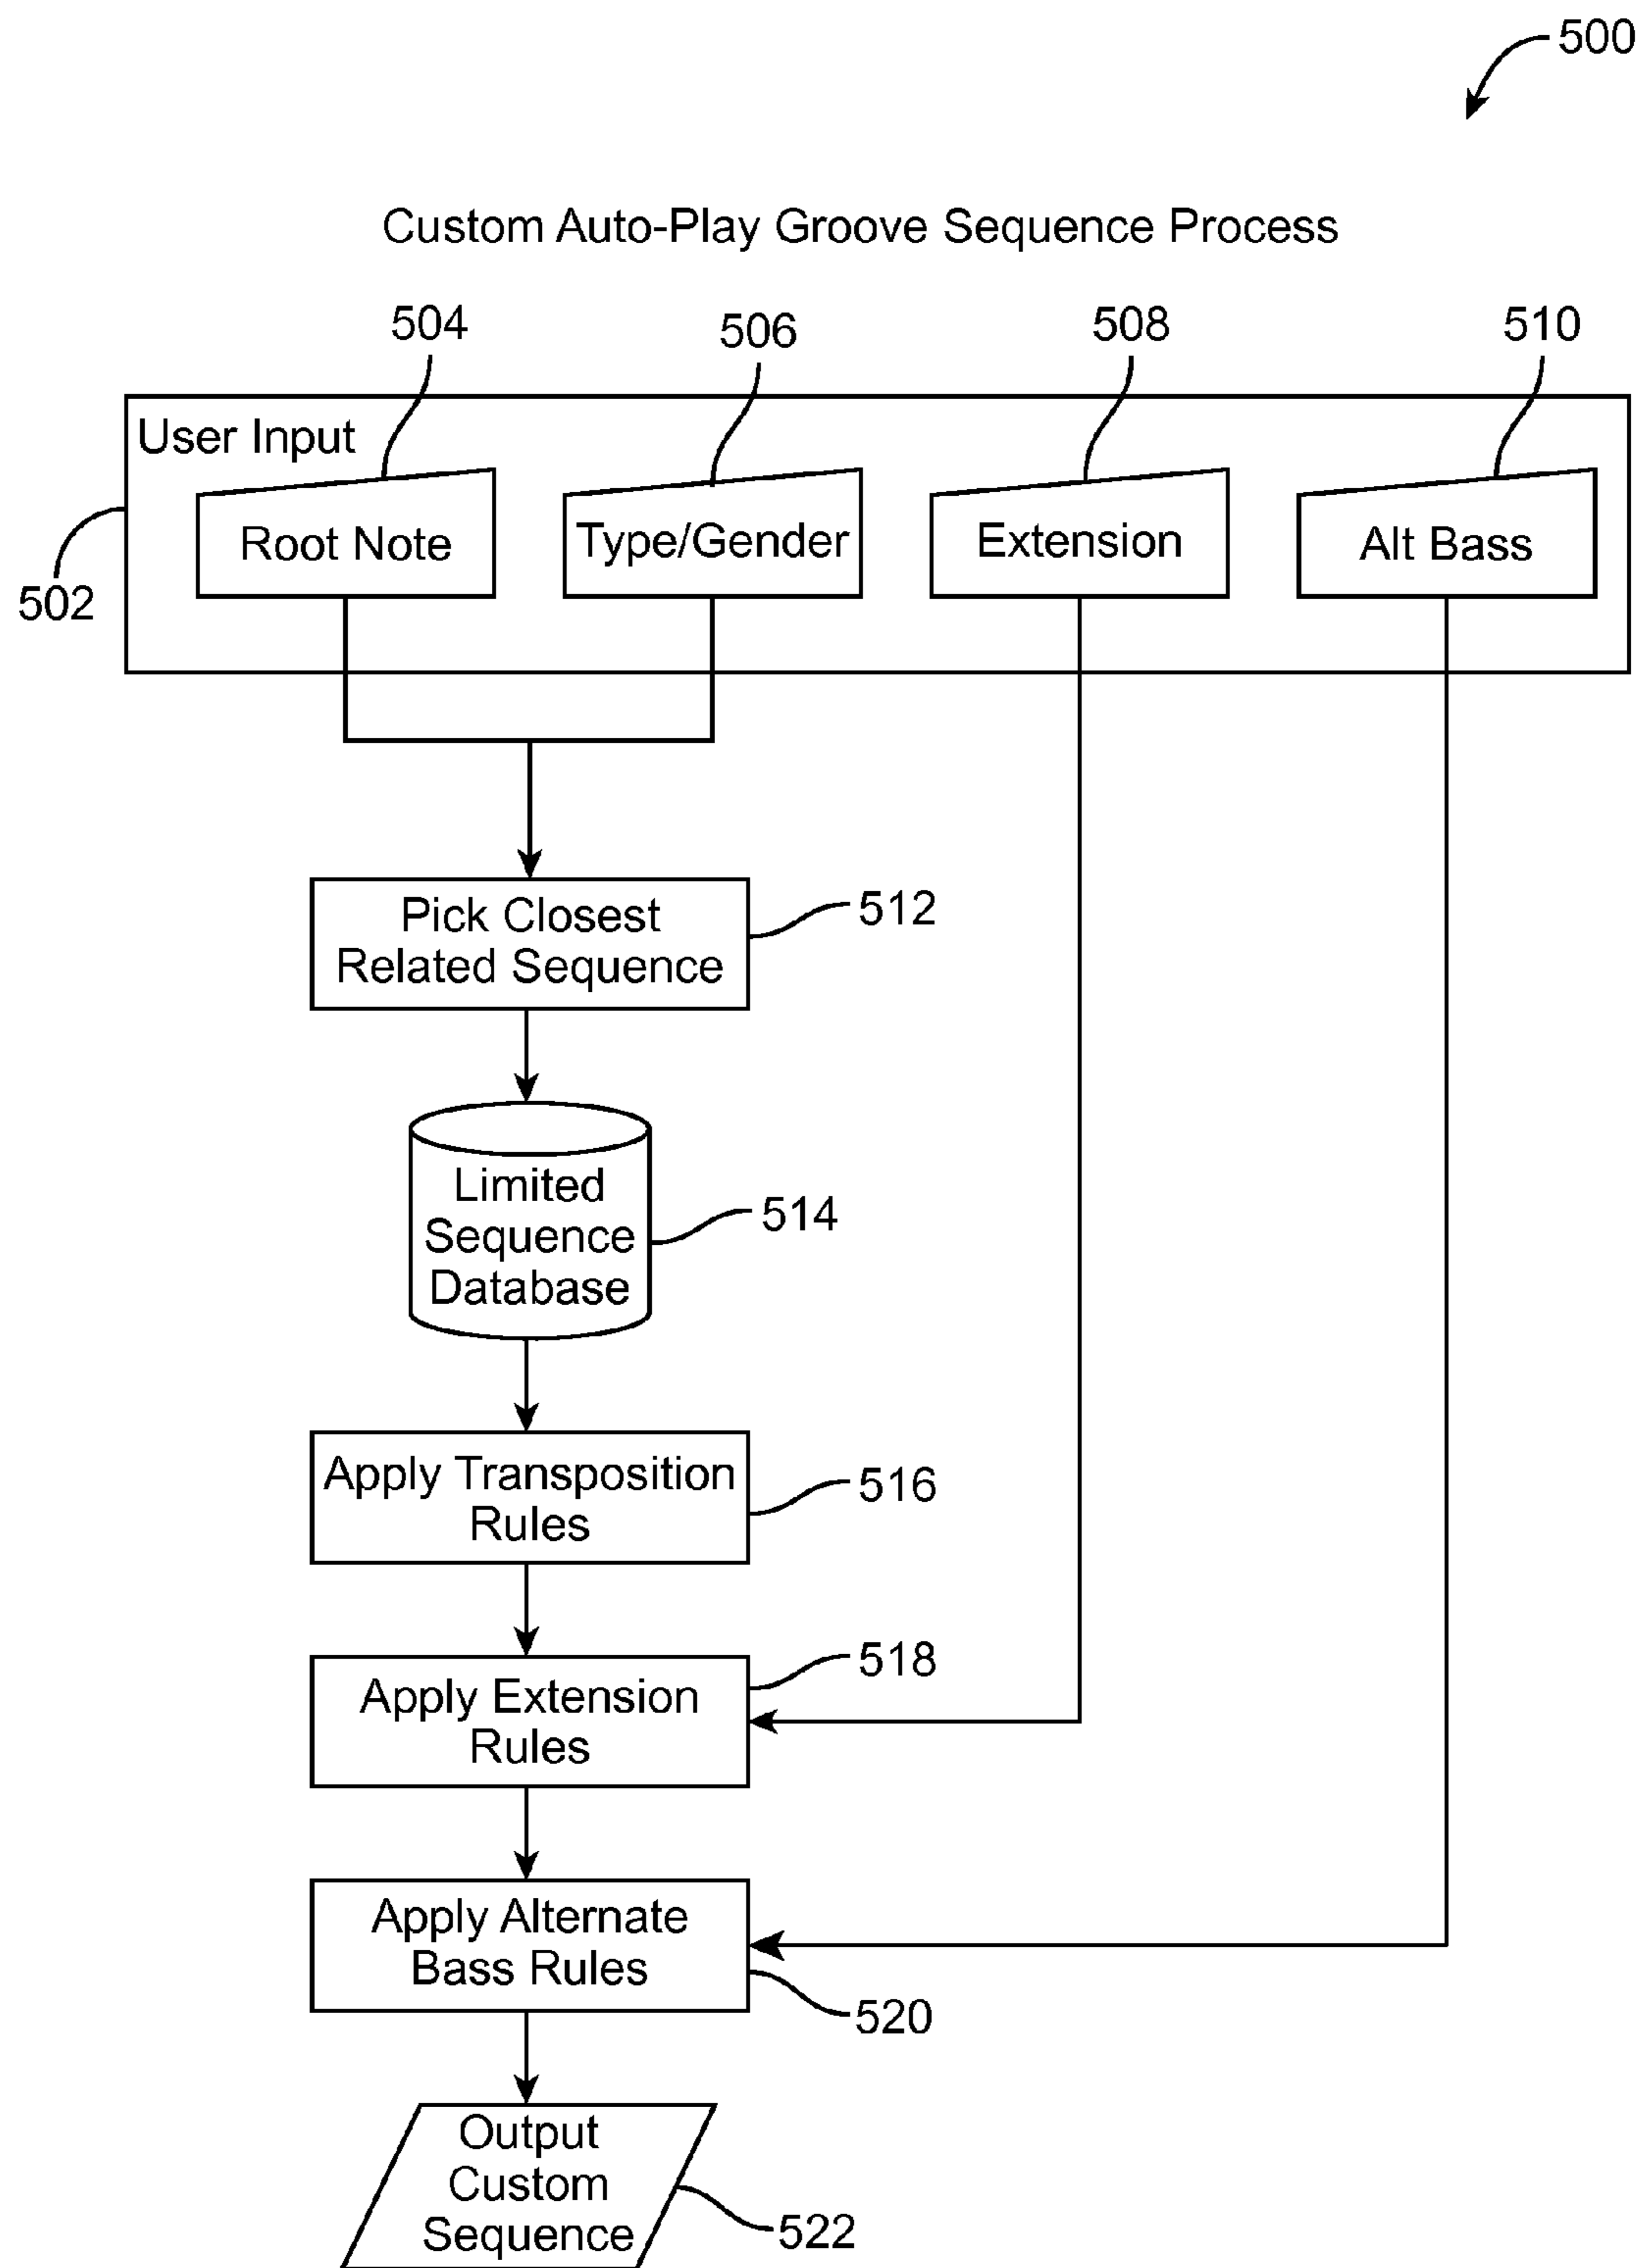 500
Custom Auto-Play Groove Sequence Process
504
506
508
510
User Input
Root Note
Type/Gender
Extension
Alt Bass
502
Pick Closest
Related Sequence
512
Limited
Sequence
Database
514
Apply Transposition
Rules
516
Apply Extension
Rules
518
Apply Alternate
Bass Rules
520
Output
Custom
Sequence
522